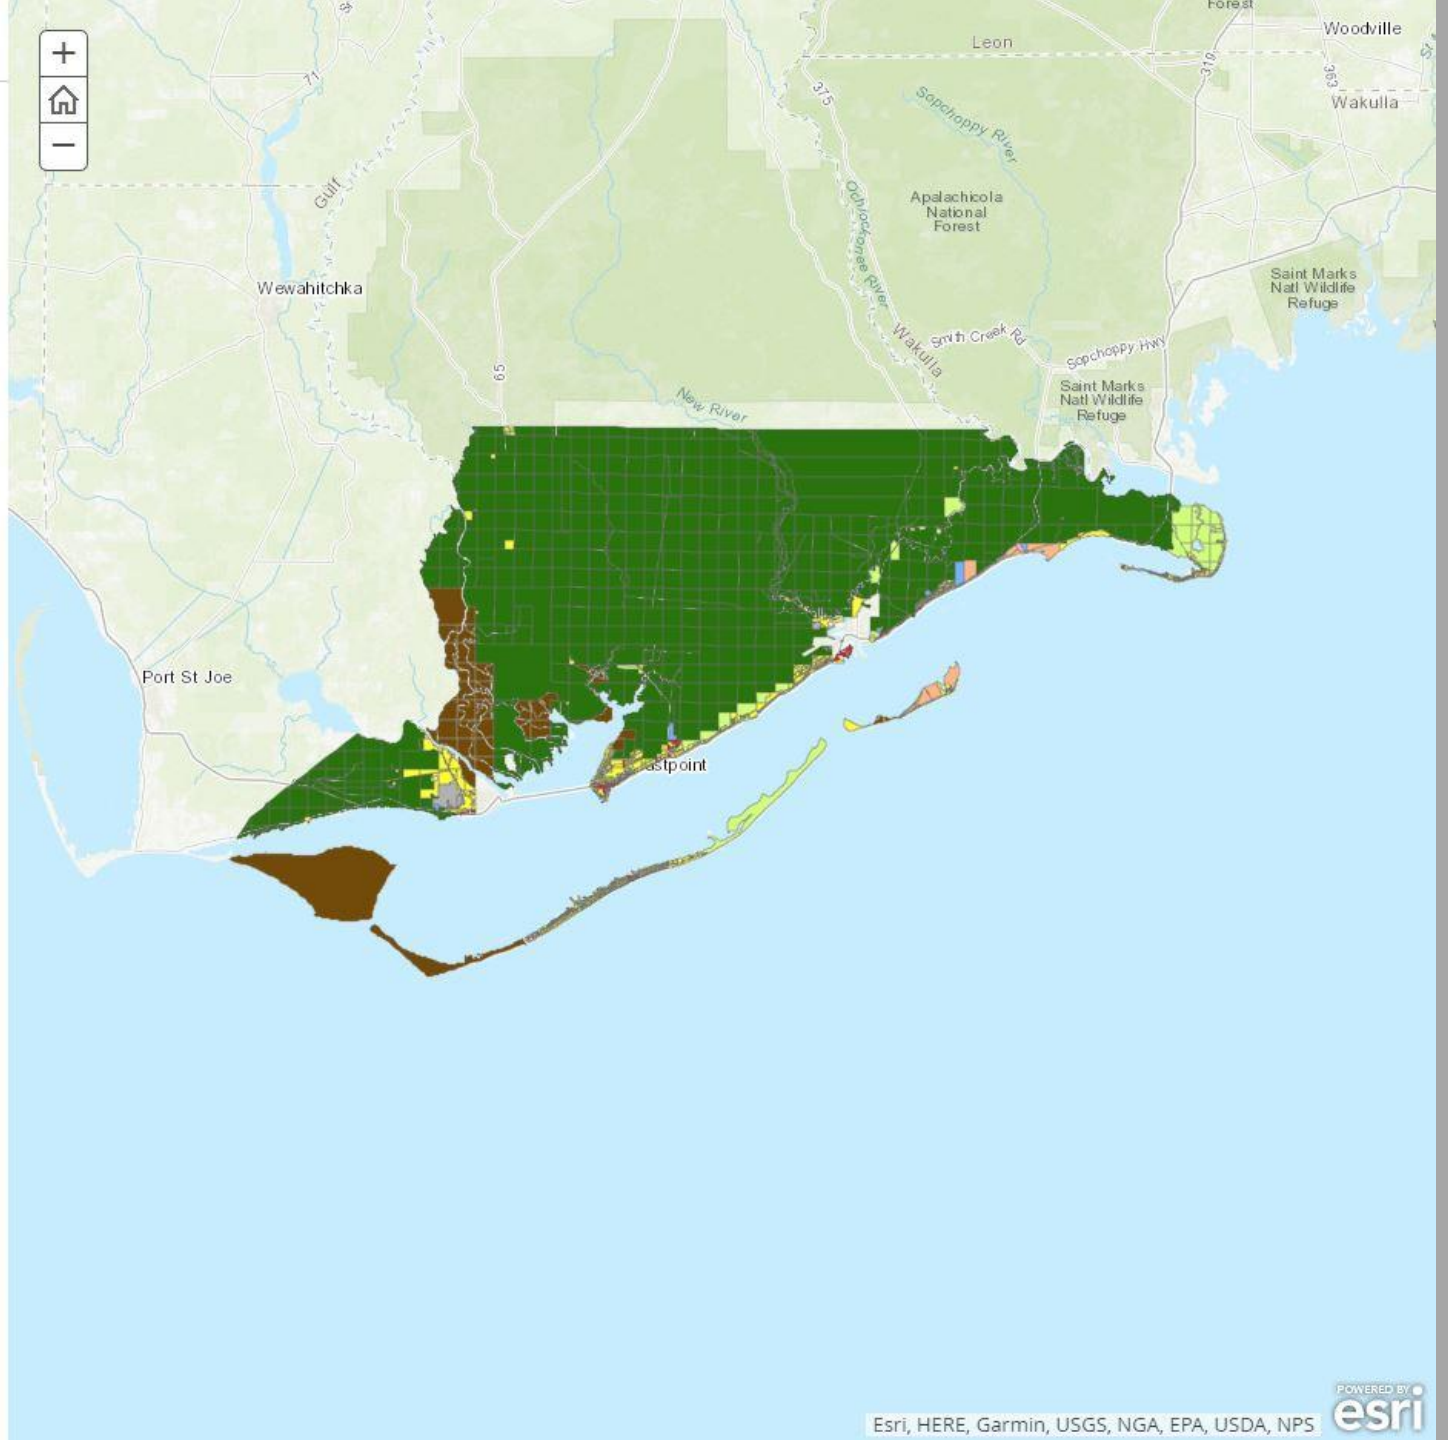 Forest
Woodville
Leon
319
363
St
71
375
Wakulla
Sopchoppy River
Gulf
Apalachicola
National
Forest
Ochlockonee River
Wewahitchka
Saint Marks
Natl Wildlife
Refuge
Smith Creek Rd
Wakulla
Sopchoppy Hwy
65
Saint Marks
Natl Wildlife
Refuge
New River
Port St Joe
astpoint
POWERED BY
esri
Esri, HERE, Garmin, USGS, NGA, EPA, USDA, NPS